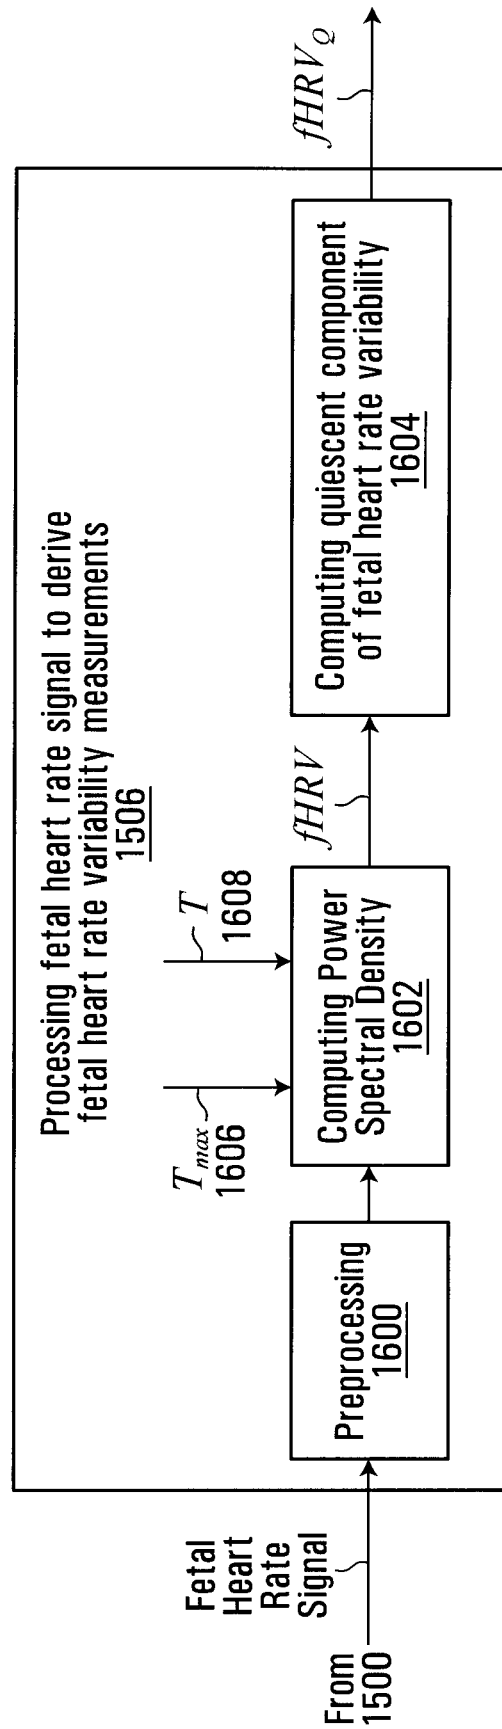 Processing fetal heart rate signal to derive
fetal heart rate variability measurements
1506
From
1500
Fetal
Heart
Rate
Signal
Preprocessing
1600
T max
1606
T
1608
Computing Power
Spectral Density
1602
fHRV
Computing quiescent component
of fetal heart rate variability
1604
fHRV Q